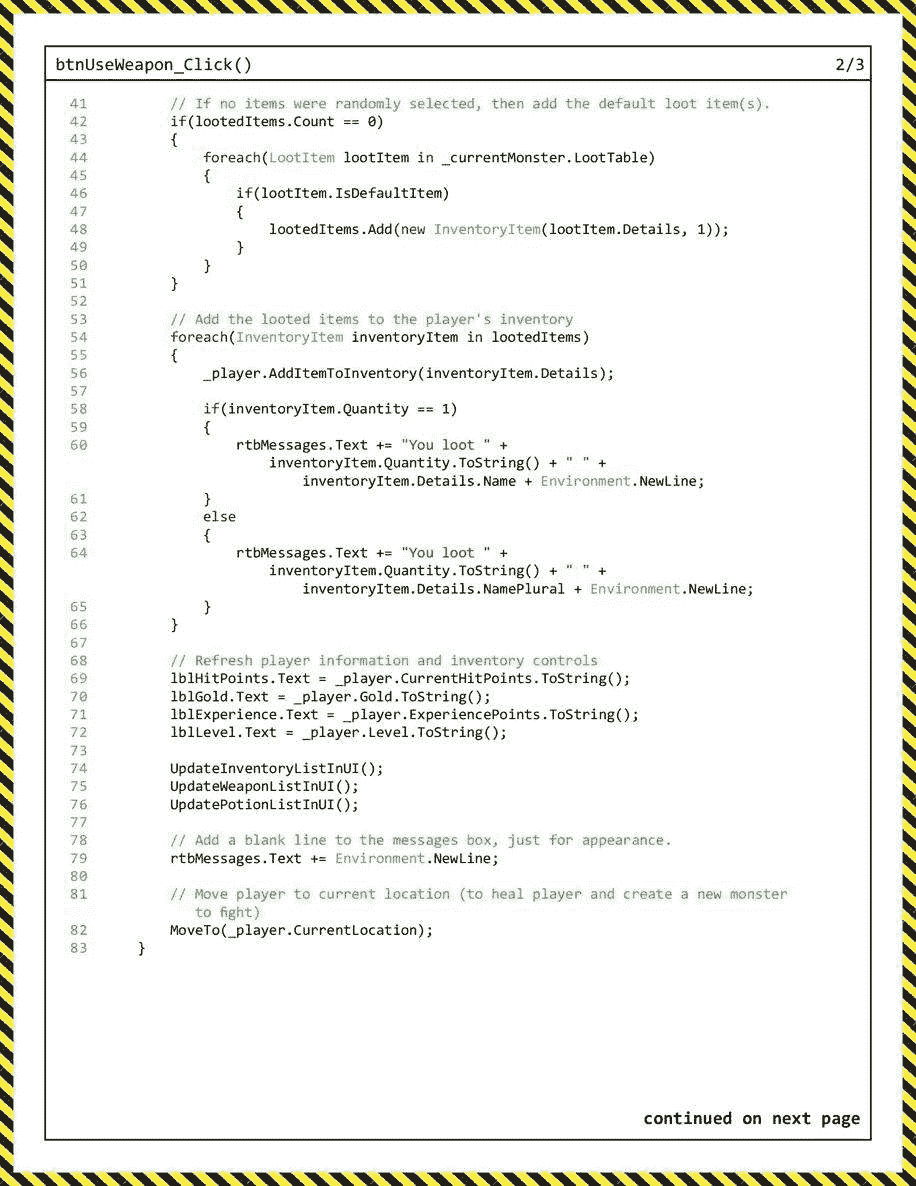 btnUseWeapon_Click() 2/3
41 // If no items were randomly selected, then add the default loot item(s).
42 if(lootedItems.Count == 0)
43 {
44 foreach(LootItem lootItem in _currentMonster.LootTable)
45 {
46 if(lootItem.IsDefaultItem)
47 {
48 lootedItems.Add(new InventoryItem(lootItem.Details, 1));
49 }
50 }
51 }
52
53 // Add the looted items to the player's inventory
54 foreach(InventoryItem inventoryItem in lootedItems)
55 {
56 _player.AddItemToInventory(inventoryItem.Details);
57
58 if(inventoryItem.Quantity == 1)
59 {
60 rtbMessages.Text += "You loot " +
inventoryItem.Quantity.ToString() + " " +
inventoryItem.Details.Name + Environment.NewLine;
61 }
62 else
63 {
64 rtbMessages.Text += "You loot " +
inventoryItem.Quantity.ToString() + " " +
inventoryItem.Details.NamePlural + Environment.NewLine;
65 }
66 }
67
68 // Refresh player information and inventory controls
69 lblHitPoints.Text = _player.CurrentHitPoints.ToString();
70 lblGold.Text = _player.Gold.ToString();
71 lblExperience.Text = _player.ExperiencePoints.ToString();
72 lblLevel.Text = _player.Level.ToString();
73
74 UpdateInventoryListInUI();
75 UpdateWeaponListInUI();
76 UpdatePotionListInUI();
77
78 // Add a blank line to the messages box, just for appearance.
79 rtbMessages.Text += Environment.NewLine;
80
81 // Move player to current location (to heal player and create a new monster
to fight)
82 MoveTo(_player.CurrentLocation);
83 }
continued on next page